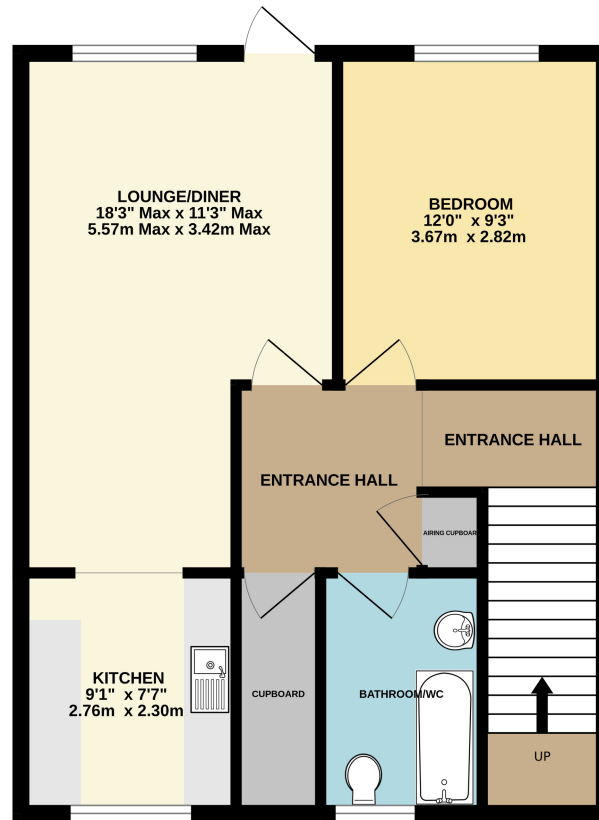 LOUNGE/DINER
18'3" Max x 11'3" Max
5.57m Max x 3.42m Max
BEDROOM
12'0" x 9'3"
3.67m x 2.82m
ENTRANCE HALL
ENTRANCE HALL
AIRING CUPBOARD
KITCHEN
9'1" x 7'7"
2.76m x 2.30m
CUPBOARD
BATHROOM/WC
UP